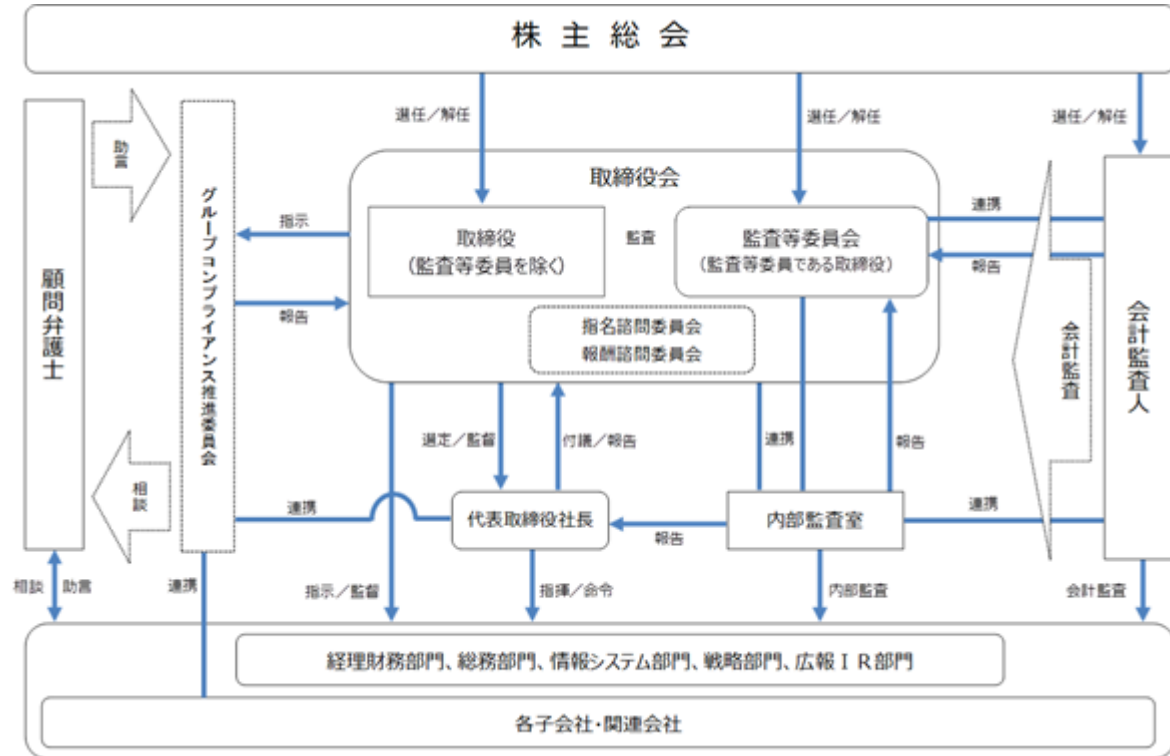 株主総会
選任／解任
選任／解任
選任／解任
顧問弁護士
助言
相談
グループコンプライアンス推進委員会
指示
報告
取締役会
取締役
（監査等委員を除く）
監査
監査等委員会
（監査等委員である取締役）
指名諮問委員会
報酬諮問委員会
連携
報告
会計監査
会計監査人
選定／監督
付議／報告
連携
報告
連携
代表取締役社長
報告
内部監査室
連携
相談
助言
連携
指示／監督
指揮／命令
内部監査
会計監査
経理財務部門、総務部門、情報システム部門、戦略部門、広報ＩＲ部門
各子会社・関連会社